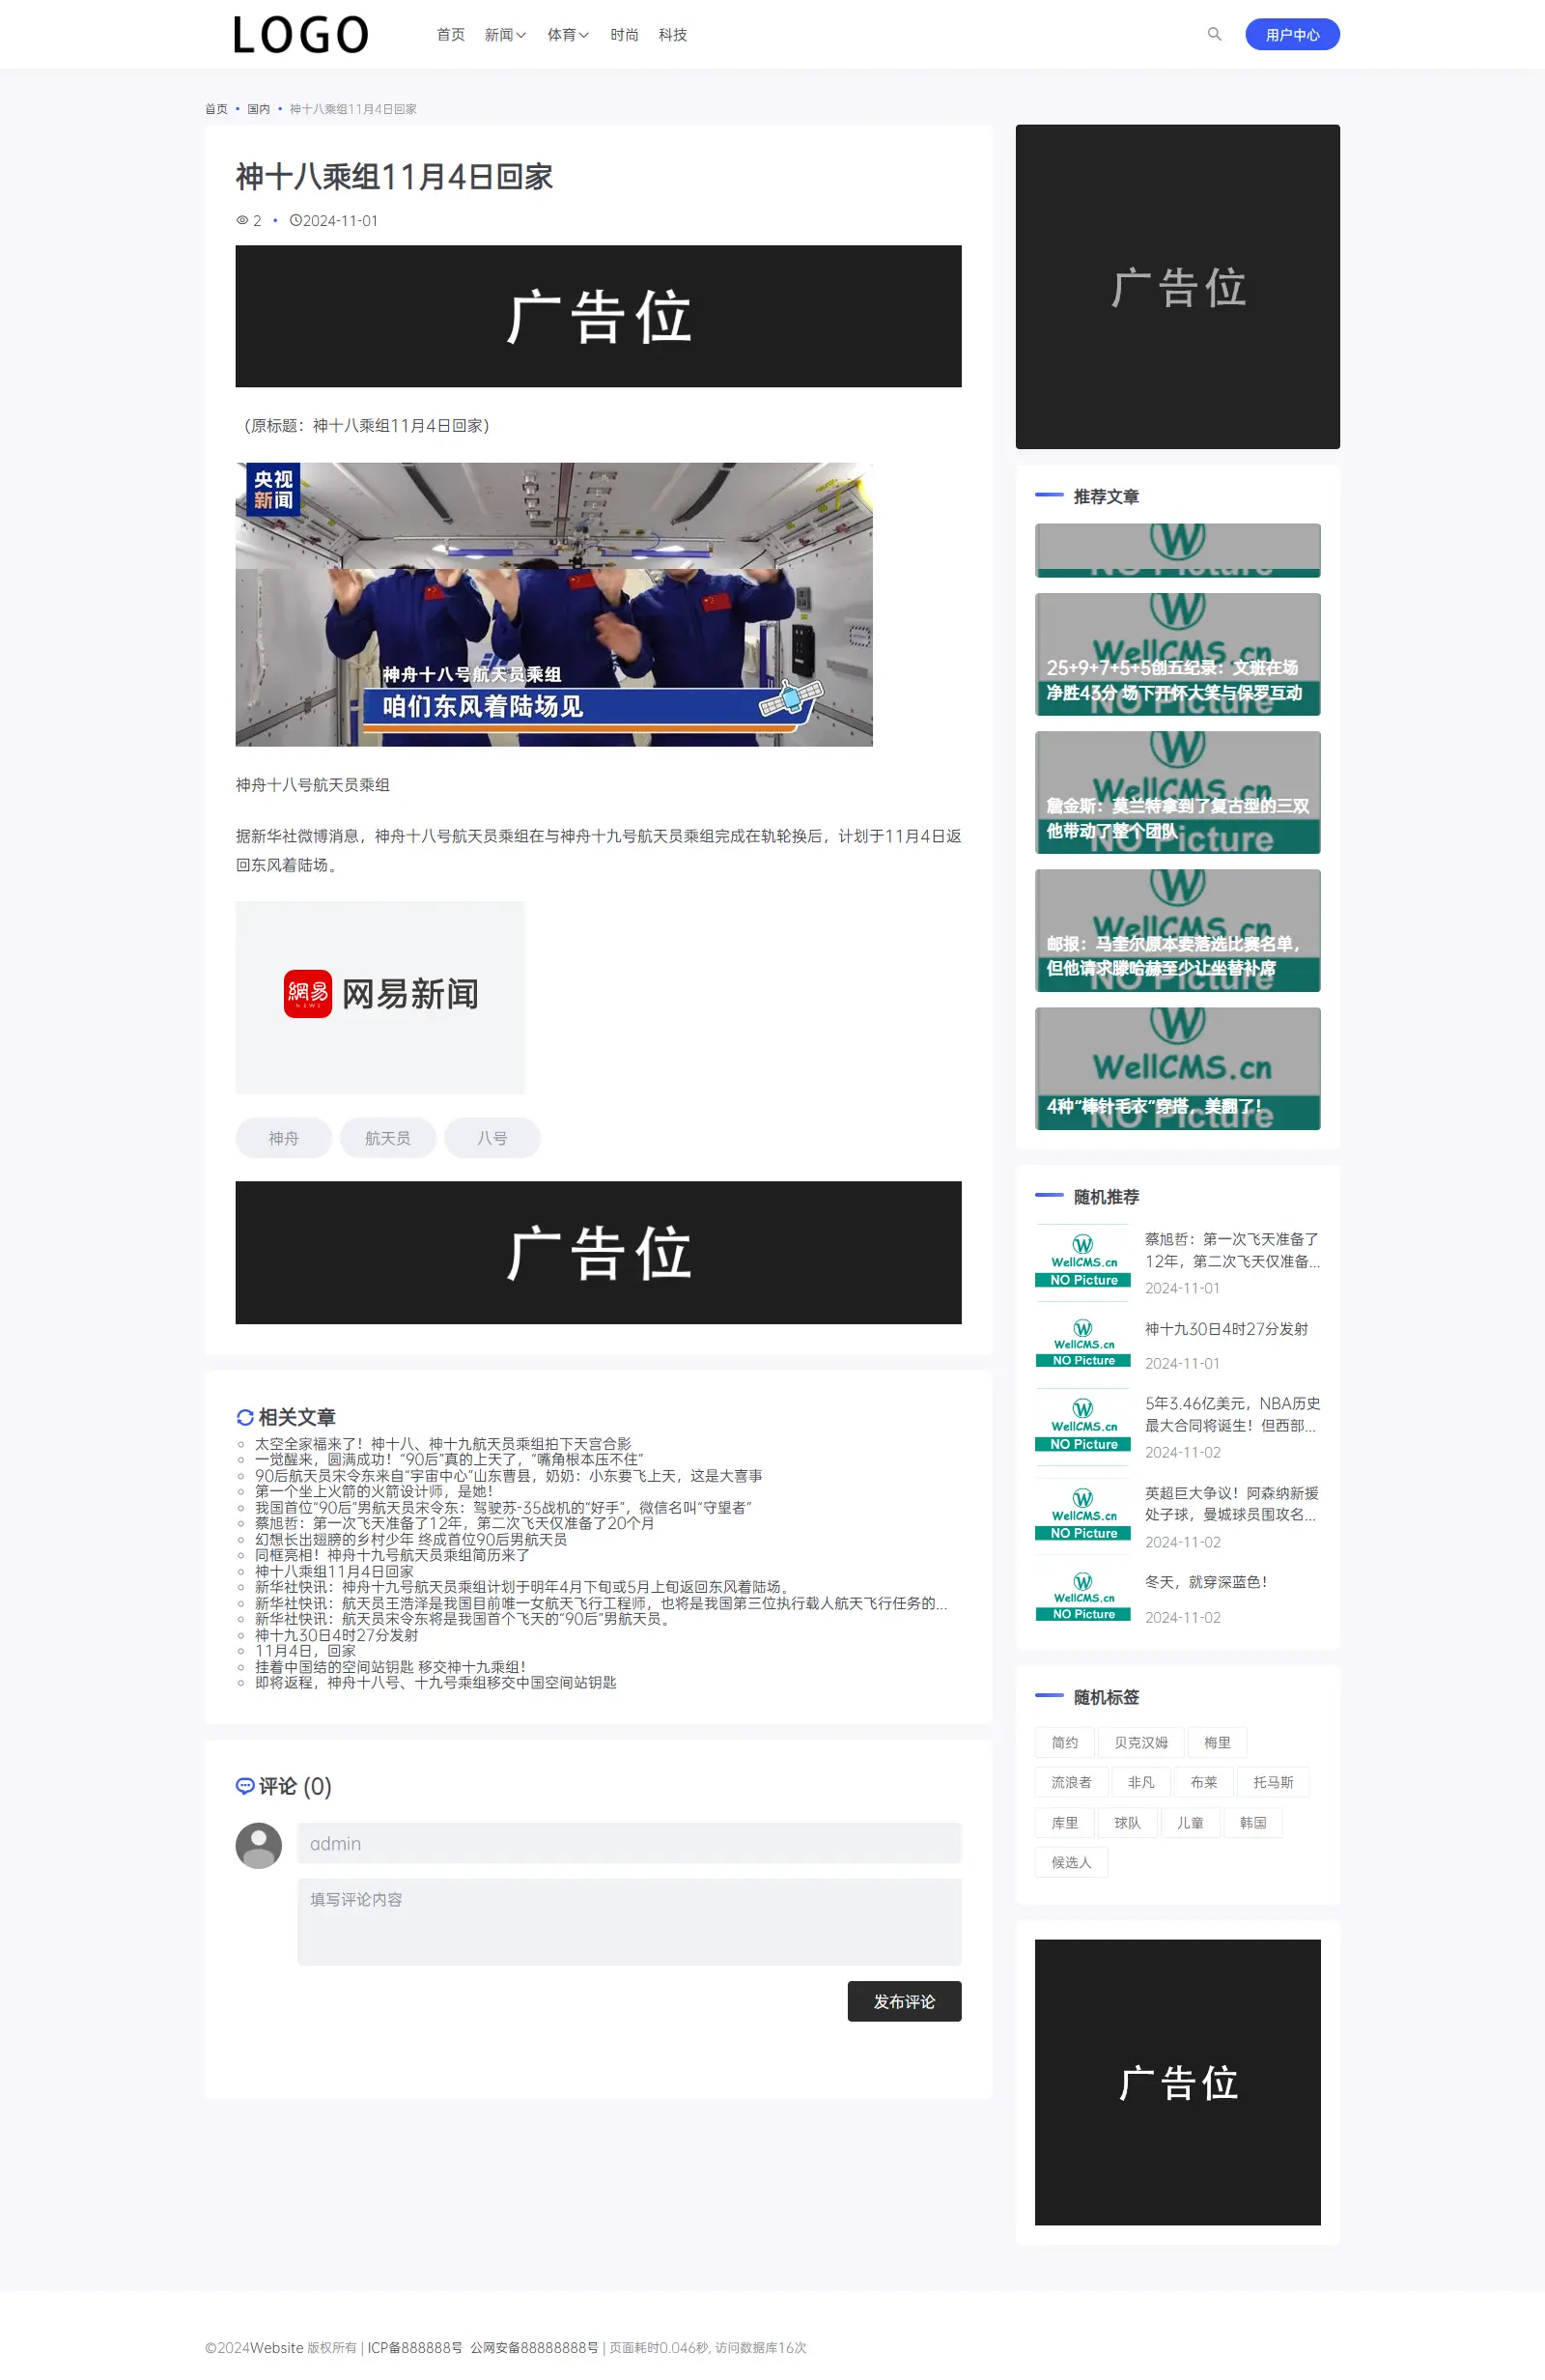 LOGO
首页 新闻 体育 时尚 科技
用户中心
首页 • 国内 • 神十八乘组11月4日回家
神十八乘组11月4日回家
2 • 2024-11-01
广告位
（原标题：神十八乘组11月4日回家）
央视
新闻
神舟十八号航天员乘组
咱们东风着陆场见
神舟十八号航天员乘组
据新华社微博消息，神舟十八号航天员乘组在与神舟十九号航天员乘组完成在轨轮换后，计划于11月4日返
回东风着陆场。
網易
NEWS
网易新闻
神舟 航天员 八号
广告位
相关文章
太空全家福来了！神十八、神十九航天员乘组拍下天宫合影
一觉醒来，圆满成功！“90后”真的上天了，“嘴角根本压不住”
90后航天员宋令东来自“宇宙中心”山东曹县，奶奶：小东要飞上天，这是大喜事
第一个坐上火箭的火箭设计师，是她！
我国首位“90后”男航天员宋令东：驾驶苏-35战机的“好手”，微信名叫“守望者”
蔡旭哲：第一次飞天准备了12年，第二次飞天仅准备了20个月
幻想长出翅膀的乡村少年 终成首位90后男航天员
同框亮相！神舟十九号航天员乘组简历来了
神十八乘组11月4日回家
新华社快讯：神舟十九号航天员乘组计划于明年4月下旬或5月上旬返回东风着陆场。
新华社快讯：航天员王浩泽是我国目前唯一女航天飞行工程师，也将是我国第三位执行载人航天飞行任务的...
新华社快讯：航天员宋令东将是我国首个飞天的“90后”男航天员。
神十九30日4时27分发射
11月4日，回家
挂着中国结的空间站钥匙 移交神十九乘组！
即将返程，神舟十八号、十九号乘组移交中国空间站钥匙
评论 (0)
admin
填写评论内容
发布评论
广告位
推荐文章
NO Picture
WellCMS.cn
NO Picture
25+9+7+5+5创五纪录：文班在场
净胜43分 场下开怀大笑与保罗互动
WellCMS.cn
NO Picture
詹金斯：莫兰特拿到了复古型的三双
他带动了整个团队
WellCMS.cn
NO Picture
邮报：马奎尔原本要落选比赛名单，
但他请求滕哈赫至少让坐替补席
WellCMS.cn
NO Picture
4种“棒针毛衣”穿搭，美翻了！
随机推荐
WellCMS.cn
NO Picture
蔡旭哲：第一次飞天准备了
12年，第二次飞天仅准备...
2024-11-01
WellCMS.cn
NO Picture
神十九30日4时27分发射
2024-11-01
WellCMS.cn
NO Picture
5年3.46亿美元，NBA历史
最大合同将诞生！但西部...
2024-11-02
WellCMS.cn
NO Picture
英超巨大争议！阿森纳新援
处子球，曼城球员围攻名...
2024-11-02
WellCMS.cn
NO Picture
冬天，就穿深蓝色！
2024-11-02
随机标签
简约 贝克汉姆 梅里
流浪者 非凡 布莱 托马斯
库里 球队 儿童 韩国
候选人
广告位
©2024Website 版权所有 | ICP备888888号 公网安备88888888号 | 页面耗时0.046秒, 访问数据库16次